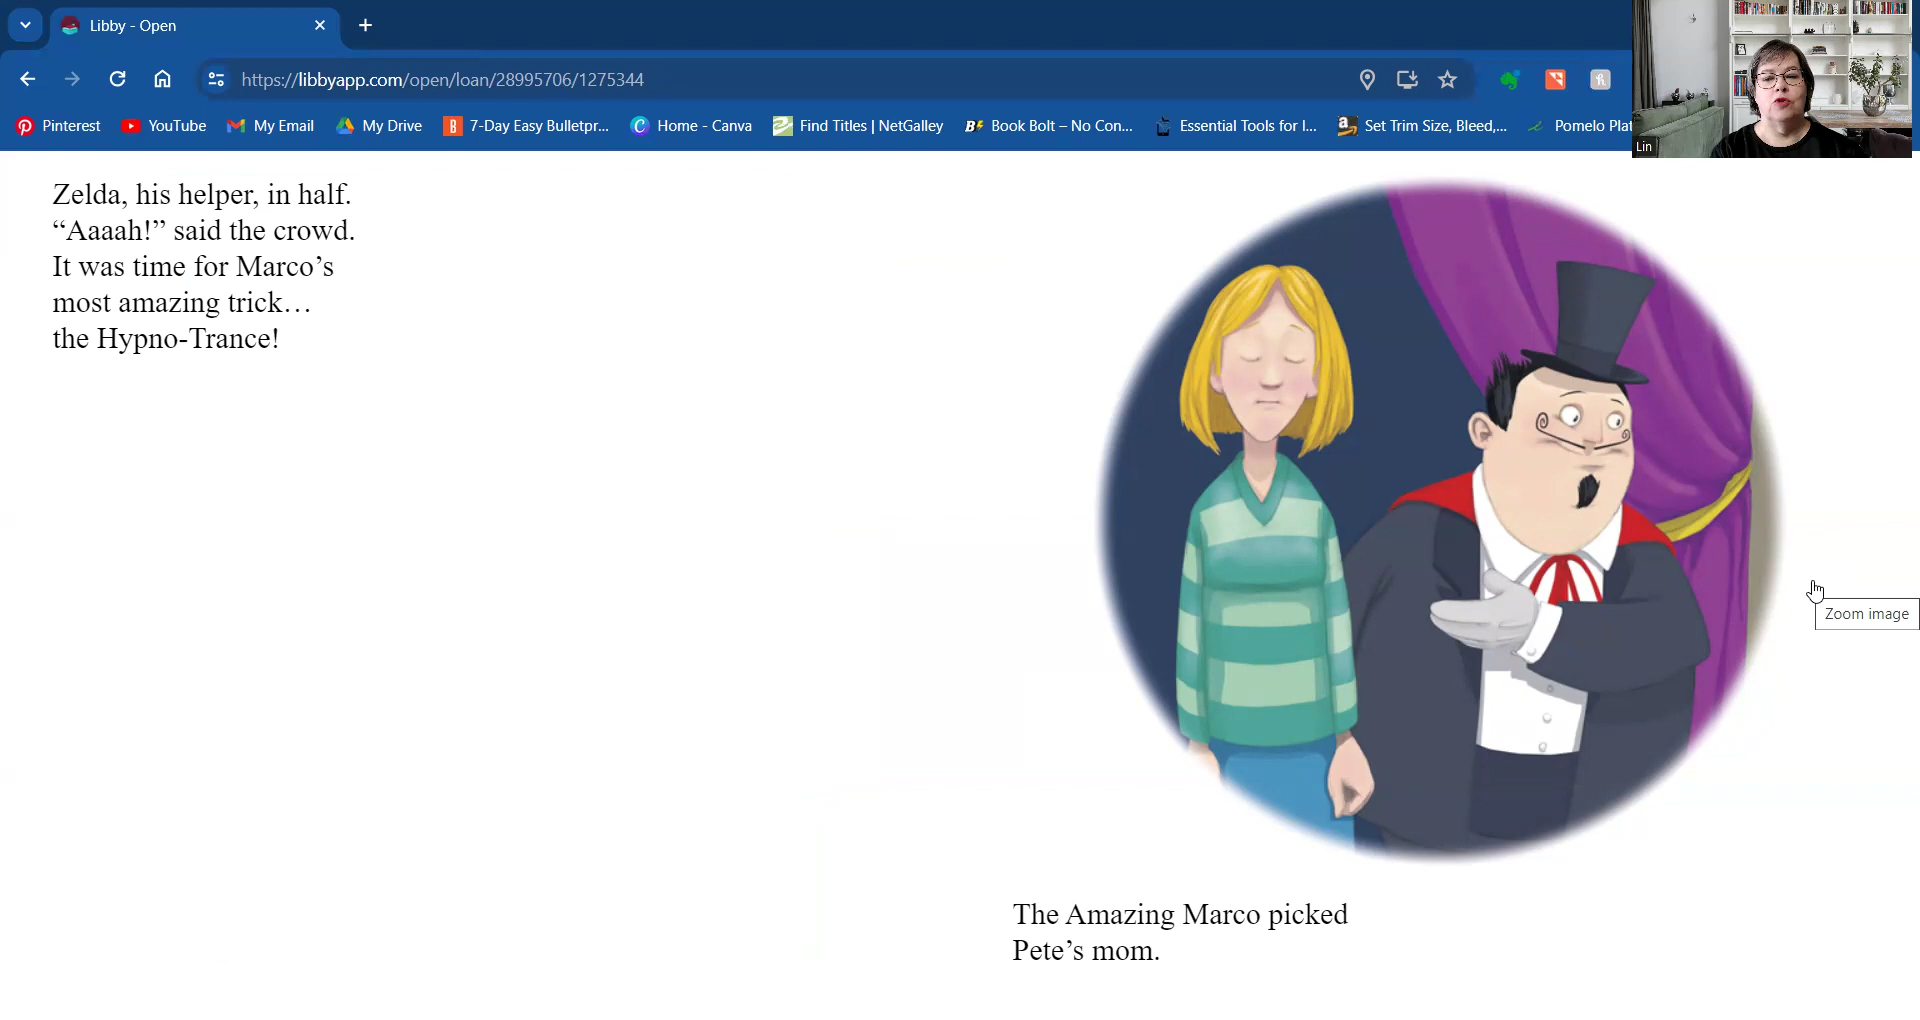 Libby - Open
https://libbyapp.com/open/loan/28995706/1275344
Pinterest
YouTube
My Email
My Drive
7-Day Easy Bulletpr...
Home - Canva
Find Titles | NetGalley
Book Bolt – No Con...
Essential Tools for I...
Set Trim Size, Bleed,...
Pomelo Plat
Lin
Zelda, his helper, in half.
“Aaaah!” said the crowd.
It was time for Marco’s
most amazing trick…
the Hypno-Trance!
Zoom image
The Amazing Marco picked
Pete’s mom.